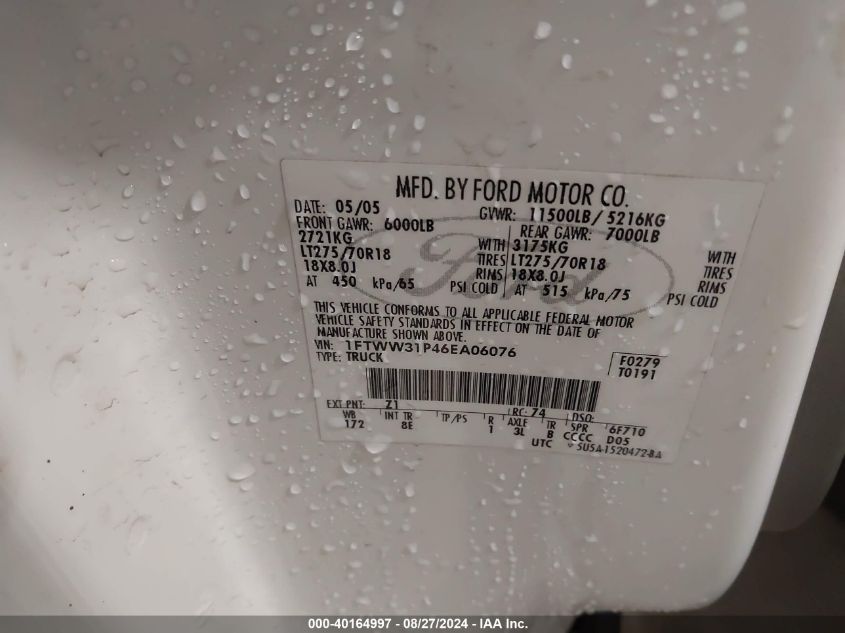 MFD. BY FORD MOTOR CO.
DATE: 05/05 GVWR: 11500LB/ 5216KG
FRONT GAWR: 6000LB REAR GAWR: 7000LB
2721KG WITH 3175KG WITH
LT275/70R18 TIRES LT275/70R18 TIRES
18X8.0J RIMS 18X8.0J RIMS
AT 450 kPa/65 PSI COLD AT 515 kPa/75 PSI COLD
THIS VEHICLE CONFORMS TO ALL APPLICABLE FEDERAL MOTOR
VEHICLE SAFETY STANDARDS IN EFFECT ON THE DATE OF
MANUFACTURE SHOWN ABOVE.
VIN: 1FTWW31P46EA06076
TYPE: TRUCK
F0279
T0191
Ford
EXT PNT: Z1 RC: 74 DSO:
WB INT TR TP/PS R AXLE TR SPR 6F710
172 8E 1 3L B CCCC D05
UTC 5U5A-1520472-BA
000-40164997 - 08/27/2024 - IAA Inc.